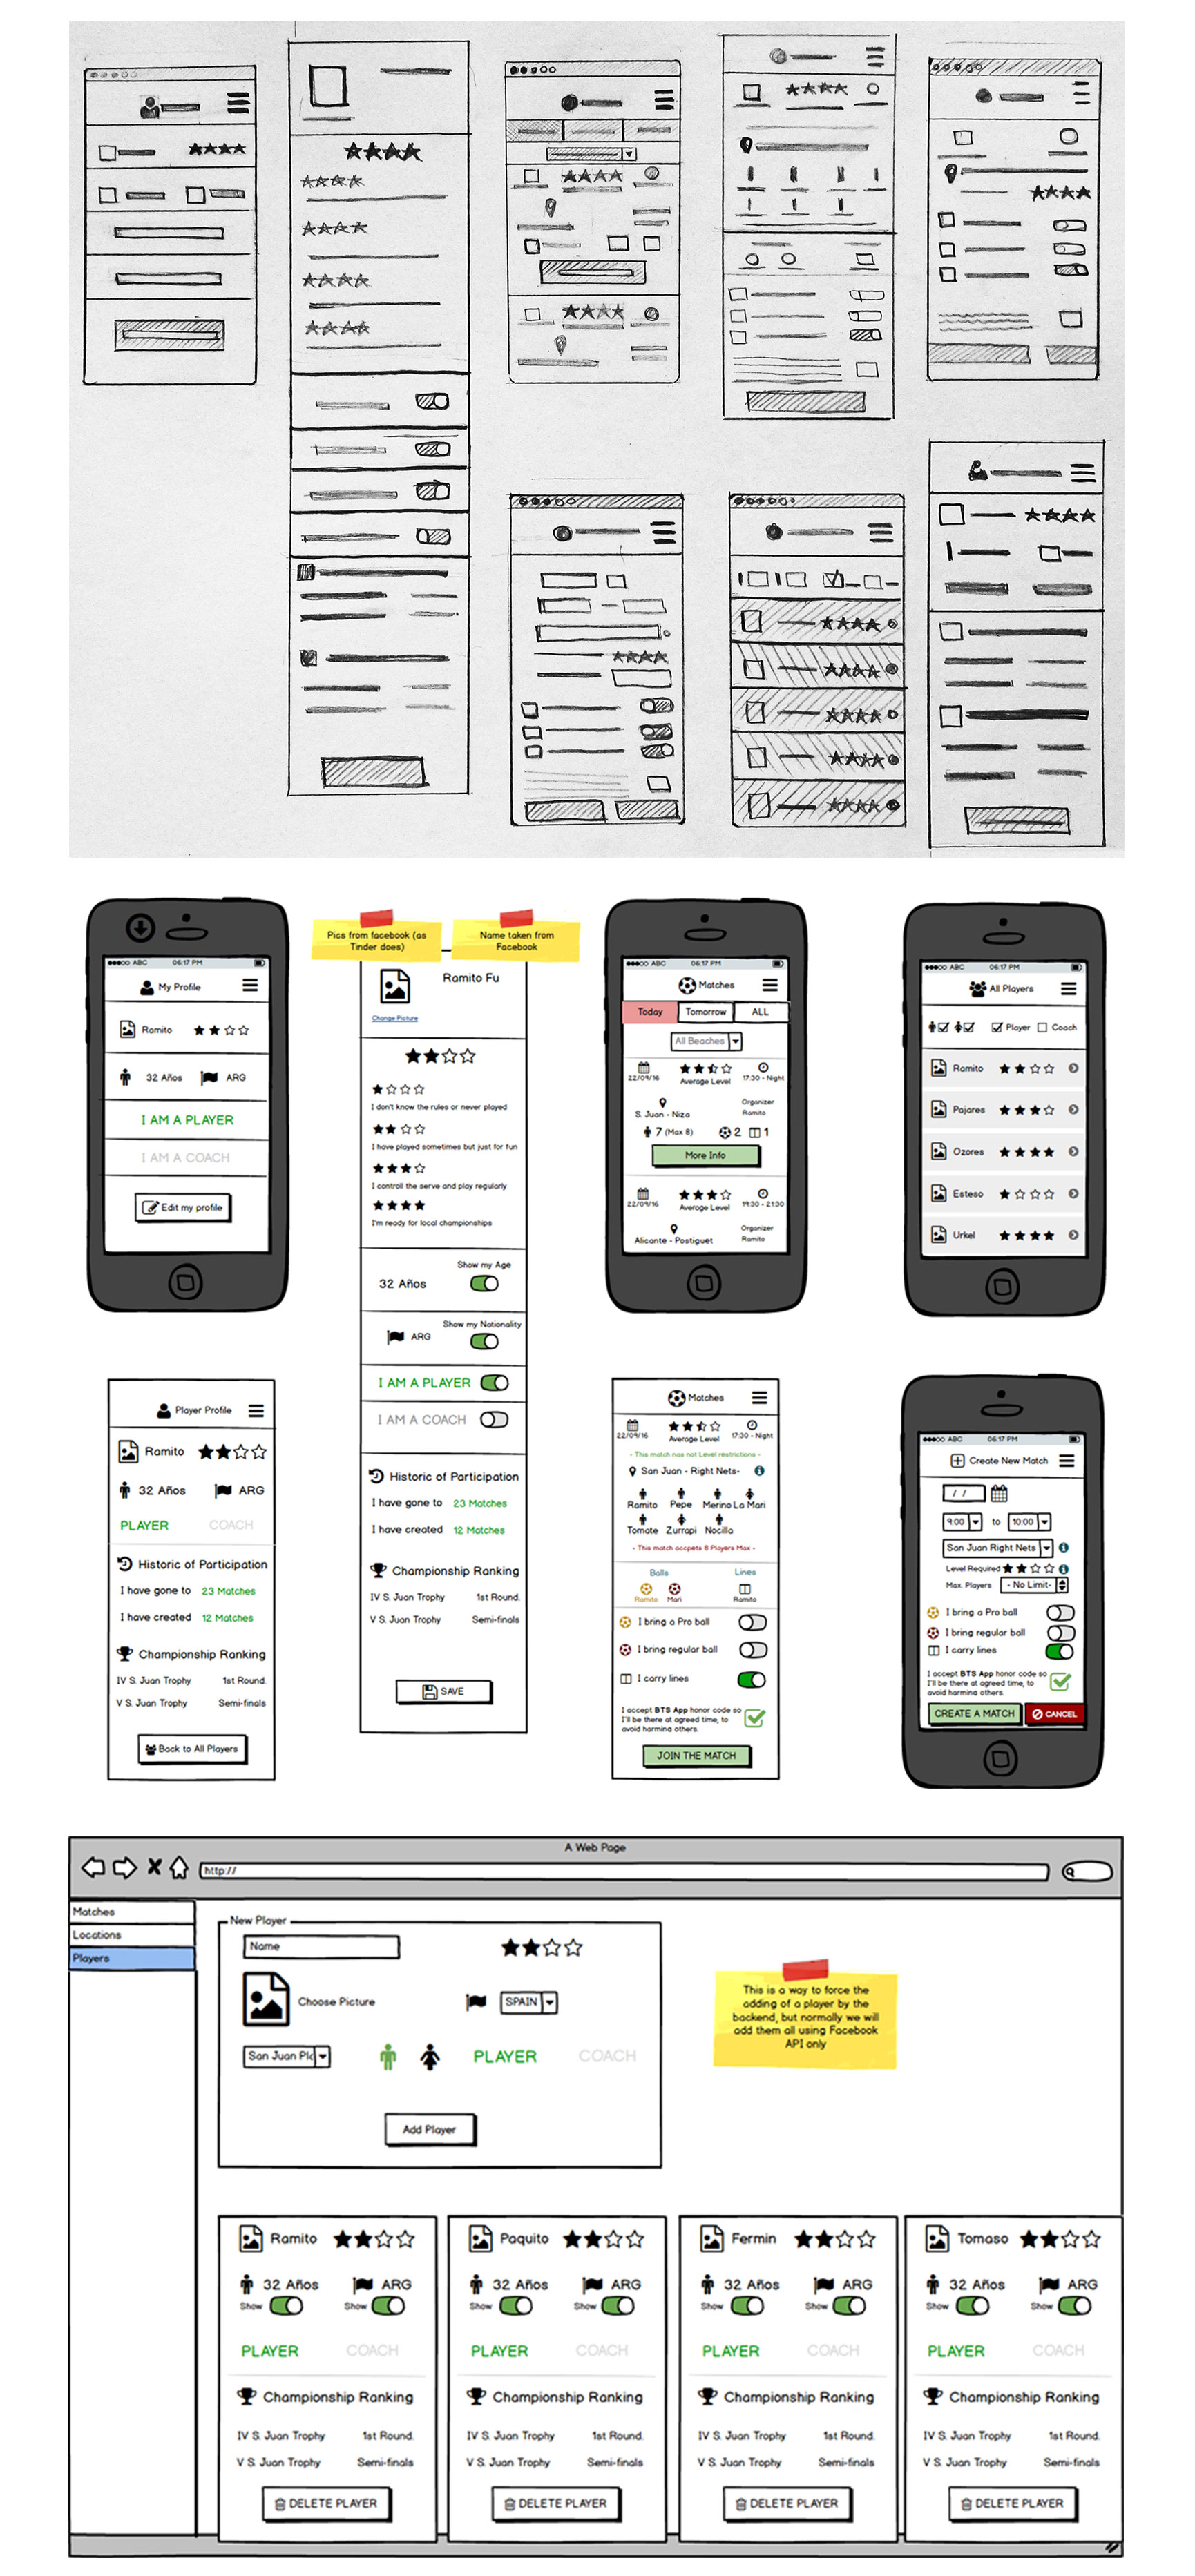 ●●●○○ ABC 06:17 PM
My Profile
Ramito
32 Años ARG
I AM A PLAYER
I AM A COACH
Edit my profile
Pics from facebook (as
Tinder does)
Name taken from
Facebook
Ramito Fu
Change Picture
I don't know the rules or never played
I have played sometimes but just for fun
I controll the serve and play regularly
I'm ready for local championships
Show my Age
32 Años
Show my Nationality
ARG
I AM A PLAYER
I AM A COACH
Historic of Participation
I have gone to 23 Matches
I have created 12 Matches
Championship Ranking
IV S. Juan Trophy 1st Round.
V S. Juan Trophy Semi-finals
SAVE
●●●○○ ABC 06:17 PM
Matches
Today Tomorrow ALL
All Beaches
22/09/16 Average Level 17:30 - Night
S. Juan - Niza Organizer
Ramito
7 (Max 8) 2 1
More Info
22/09/16 Average Level 19:30 - 21:30
Alicante - Postiguet Organizer
Ramito
●●●○○ ABC 06:17 PM
All Players
Player Coach
Ramito
Pajares
Ozores
Esteso
Urkel
Player Profile
Ramito
32 Años ARG
PLAYER COACH
Historic of Participation
I have gone to 23 Matches
I have created 12 Matches
Championship Ranking
IV S. Juan Trophy 1st Round.
V S. Juan Trophy Semi-finals
Back to All Players
Matches
22/09/16 Average Level 17:30 - Night
- This match has not Level restrictions -
San Juan - Right Nets-
Ramito Pepe Merino La Mari
Tomate Zurrapi Nocilla
- This match accpets 8 Players Max -
Balls Lines
Ramito Mari Ramito
I bring a Pro ball
I bring regular ball
I carry lines
I accept BTS App honor code so
I'll be there at agreed time, to
avoid harming others.
JOIN THE MATCH
●●●○○ ABC 06:17 PM
Create New Match
/ /
9:00 to 10:00
San Juan Right Nets
Level Required
Max. Players - No Limit-
I bring a Pro ball
I bring regular ball
I carry lines
I accept BTS App honor code so
I'll be there at agreed time, to
avoid harming others.
CREATE A MATCH CANCEL
A Web Page
http://
Matches
Locations
Players
New Player
Name
Choose Picture
SPAIN
San Juan Pla
PLAYER COACH
Add Player
This is a way to force the
adding of a player by the
backend, but normally we will
add them all using Facebook
API only
Ramito
32 Años ARG
Show Show
PLAYER COACH
Championship Ranking
IV S. Juan Trophy 1st Round.
V S. Juan Trophy Semi-finals
DELETE PLAYER
Paquito
32 Años ARG
Show Show
PLAYER COACH
Championship Ranking
IV S. Juan Trophy 1st Round.
V S. Juan Trophy Semi-finals
DELETE PLAYER
Fermin
32 Años ARG
Show Show
PLAYER COACH
Championship Ranking
IV S. Juan Trophy 1st Round.
V S. Juan Trophy Semi-finals
DELETE PLAYER
Tomaso
32 Años ARG
Show Show
PLAYER COACH
Championship Ranking
IV S. Juan Trophy 1st Round.
V S. Juan Trophy Semi-finals
DELETE PLAYER